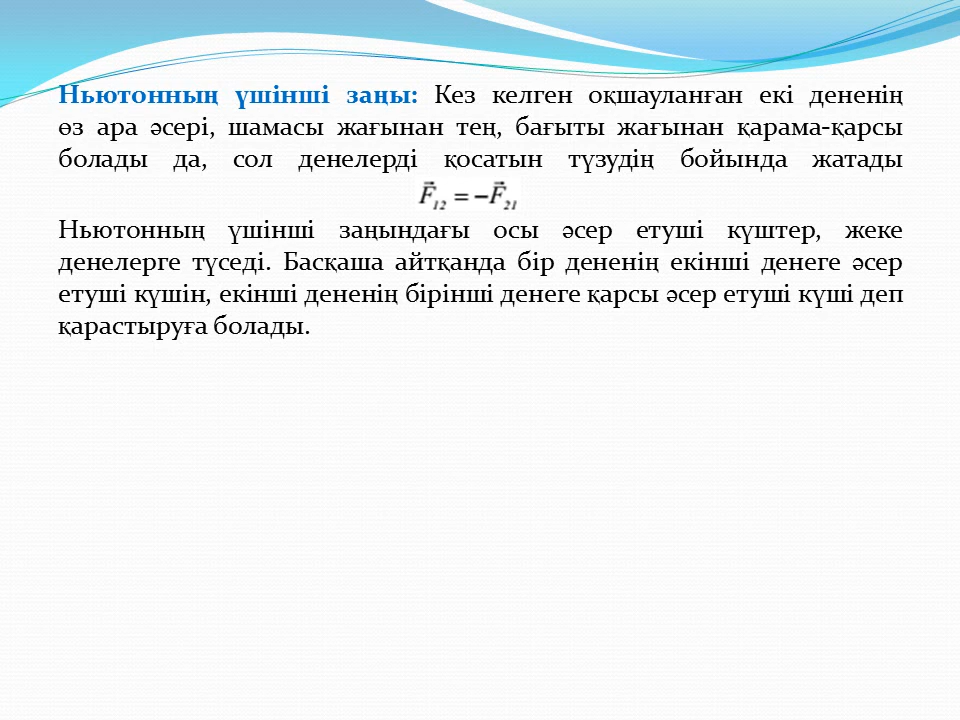 Ньютонның үшінші заңы: Кез келген оқшауланған екі дененің
өз ара әсері, шамасы жағынан тең, бағыты жағынан қарама-қарсы
болады да, сол денелерді қосатын түзудің бойында жатады
F⃗₁₂ = −F⃗₂₁
Ньютонның үшінші заңындағы осы әсер етуші күштер, жеке
денелерге түседі. Басқаша айтқанда бір дененің екінші денеге әсер
етуші күшін, екінші дененің бірінші денеге қарсы әсер етуші күші деп
қарастыруға болады.